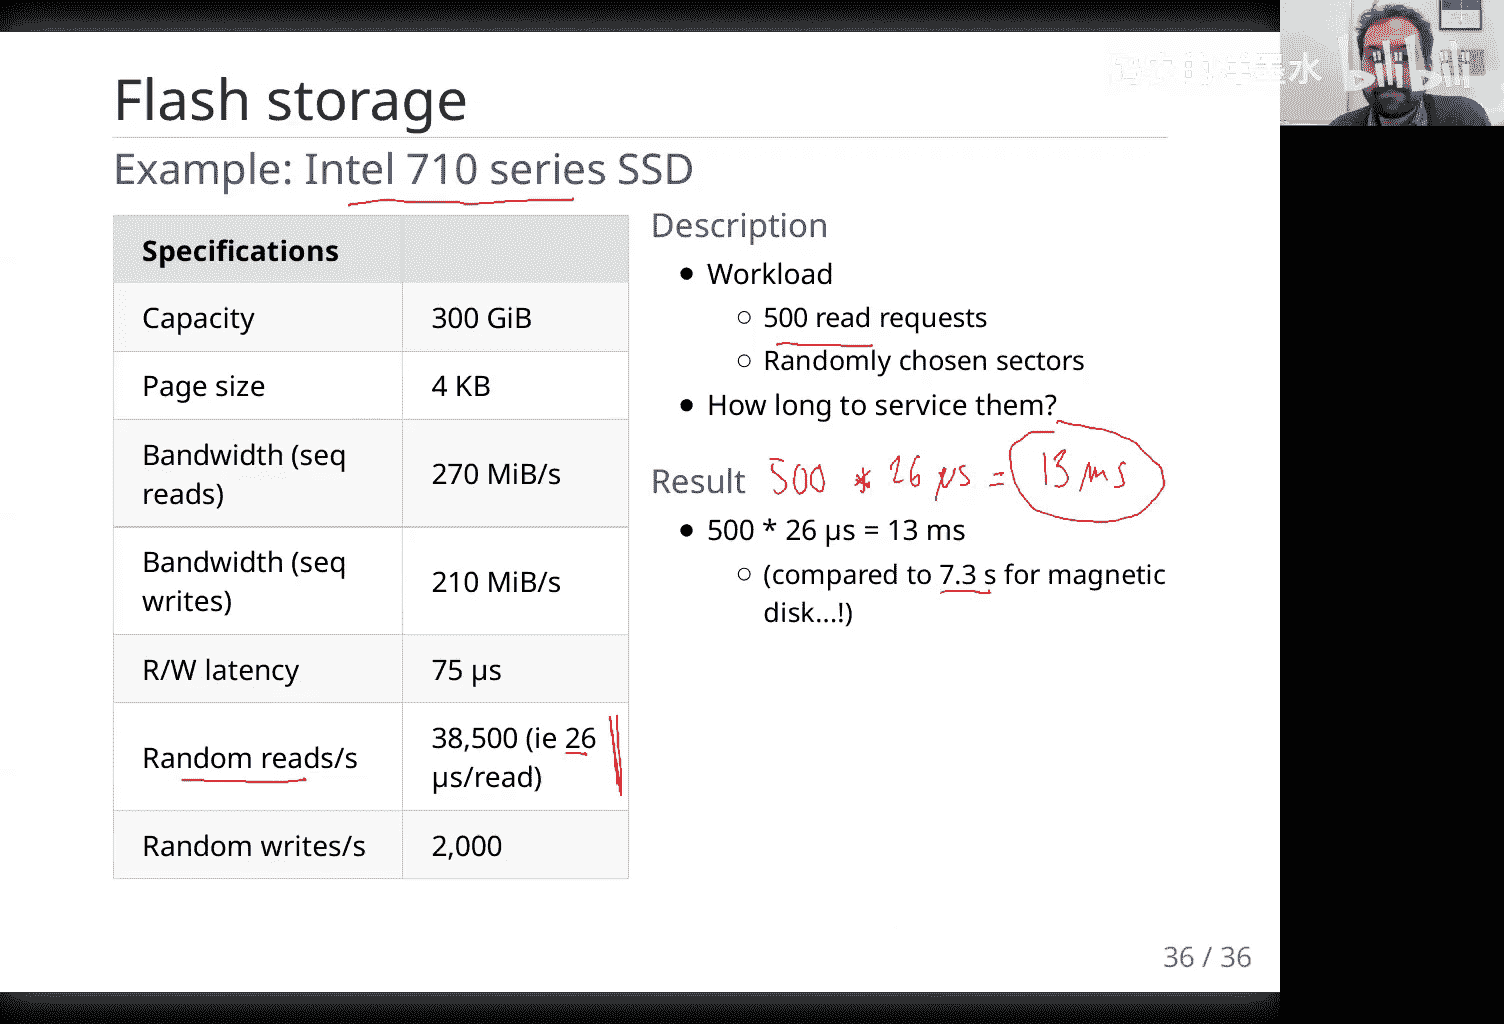 Flash storage
Example: Intel 710 series SSD
Specifications
Capacity 300 GiB
Page size 4 KB
Bandwidth (seq
reads) 270 MiB/s
Bandwidth (seq
writes) 210 MiB/s
R/W latency 75 µs
Random reads/s 38,500 (ie 26
µs/read)
Random writes/s 2,000
Description
Workload
500 read requests
Randomly chosen sectors
How long to service them?
Result 500 * 26 µs = 13 ms
500 * 26 µs = 13 ms
(compared to 7.3 s for magnetic
disk...!)
36 / 36
bilibili